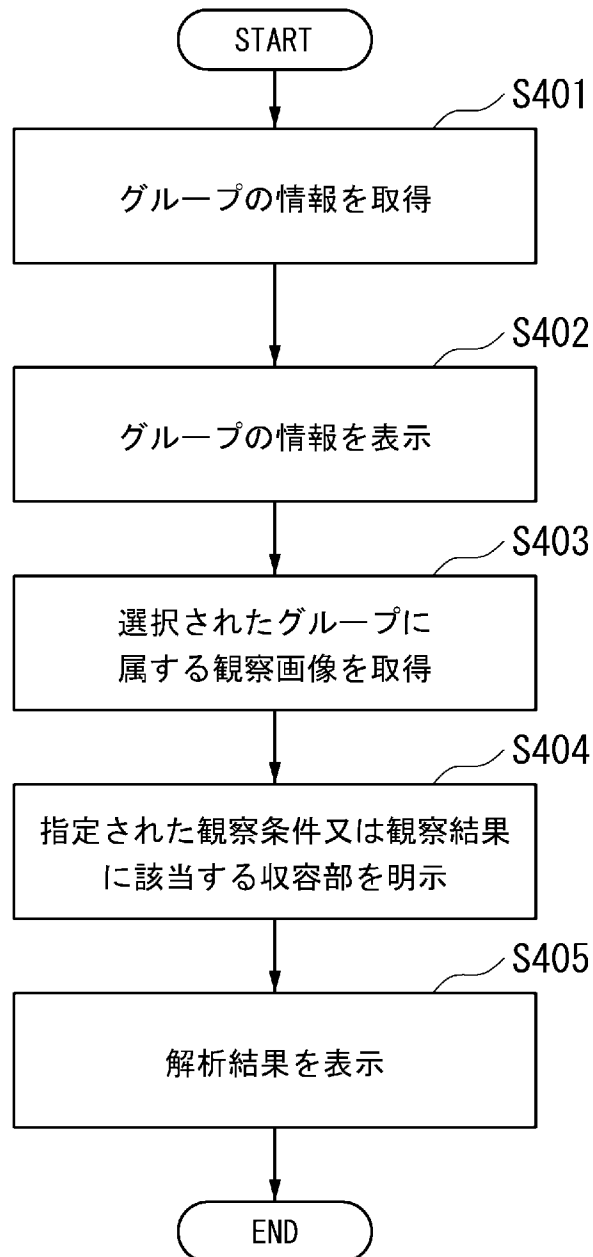 START
S401
グループの情報を取得
S402
グループの情報を表示
S403
選択されたグループに
属する観察画像を取得
S404
指定された観察条件又は観察結果
に該当する収容部を明示
S405
解析結果を表示
END